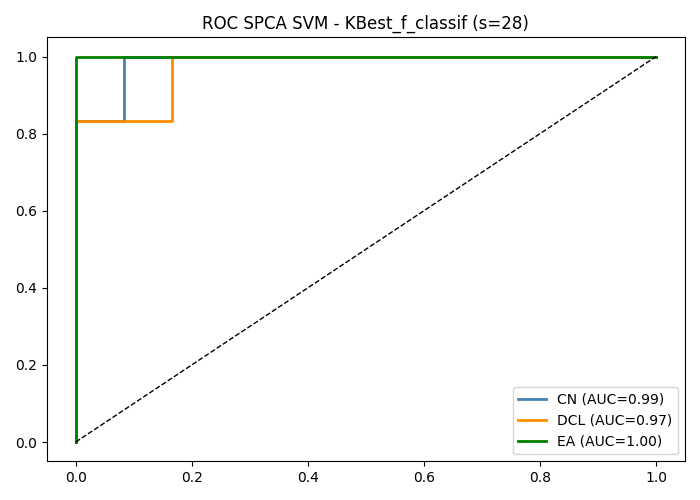 ROC SPCA SVM - KBest_f_classif (s=28)
1.0
0.8
0.6
0.4
0.2
0.0
CN (AUC=0.99)
DCL (AUC=0.97)
EA (AUC=1.00)
0.0 0.2 0.4 0.6 0.8 1.0